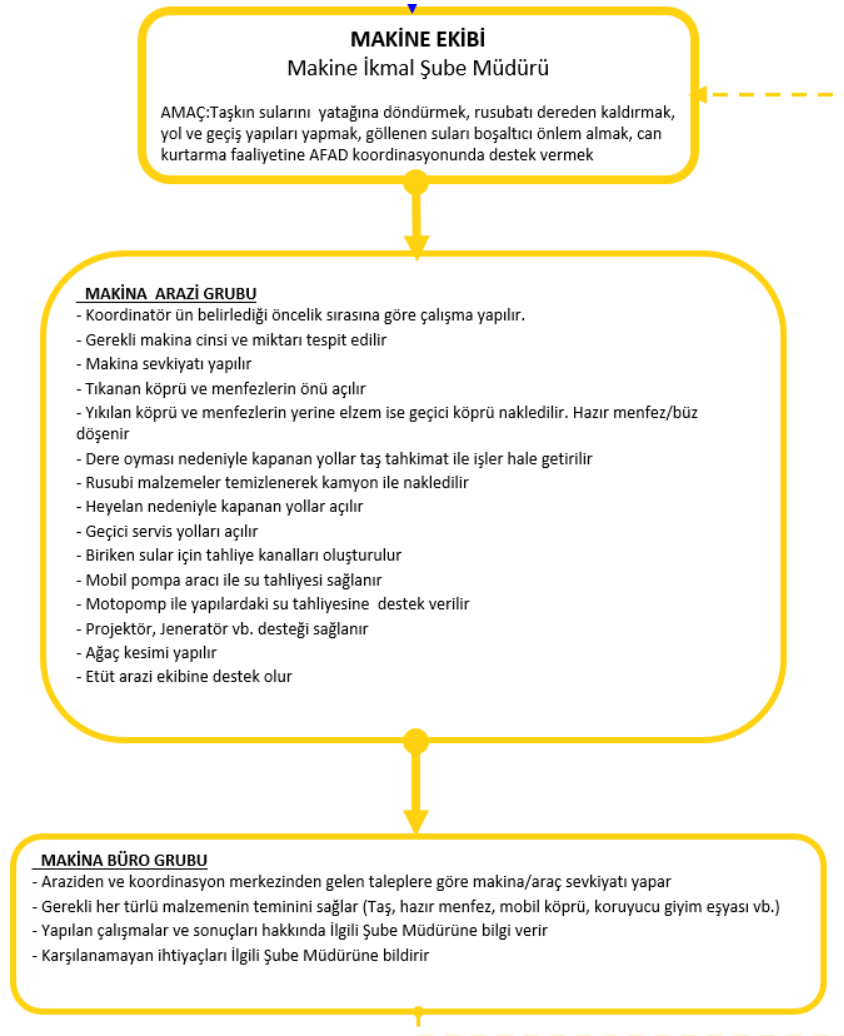 MAKİNE EKİBİ
Makine İkmal Şube Müdürü
AMAÇ:Taşkın sularını yatağına döndürmek, rusubatı dereden kaldırmak,
yol ve geçiş yapıları yapmak, göllenen suları boşaltıcı önlem almak, can
kurtarma faaliyetine AFAD koordinasyonunda destek vermek
MAKİNA ARAZİ GRUBU
- Koordinatör ün belirlediği öncelik sırasına göre çalışma yapılır.
- Gerekli makina cinsi ve miktarı tespit edilir
- Makina sevkiyatı yapılır
- Tıkanan köprü ve menfezlerin önü açılır
- Yıkılan köprü ve menfezlerin yerine elzem ise geçici köprü nakledilir. Hazır menfez/büz
döşenir
- Dere oyması nedeniyle kapanan yollar taş tahkimat ile işler hale getirilir
- Rusubi malzemeler temizlenerek kamyon ile nakledilir
- Heyelan nedeniyle kapanan yollar açılır
- Geçici servis yolları açılır
- Biriken sular için tahliye kanalları oluşturulur
- Mobil pompa aracı ile su tahliyesi sağlanır
- Motopomp ile yapılardaki su tahliyesine destek verilir
- Projektör, Jeneratör vb. desteği sağlanır
- Ağaç kesimi yapılır
- Etüt arazi ekibine destek olur
MAKİNA BÜRO GRUBU
- Araziden ve koordinasyon merkezinden gelen taleplere göre makina/araç sevkiyatı yapar
- Gerekli her türlü malzemenin teminini sağlar (Taş, hazır menfez, mobil köprü, koruyucu giyim eşyası vb.)
- Yapılan çalışmalar ve sonuçları hakkında İlgili Şube Müdürüne bilgi verir
- Karşılanamayan ihtiyaçları İlgili Şube Müdürüne bildirir